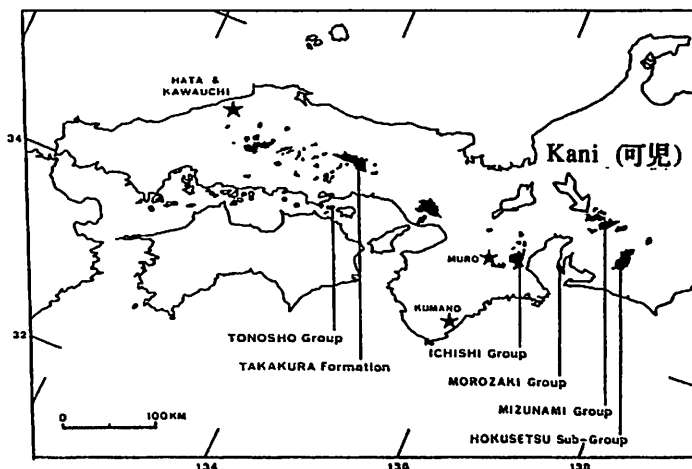 HATA &
KAWAUCHI
34
Kani (可児)
MURO
KUMANO
32
TONOSHO Group
TAKAKURA Formation
ICHISHI Group
MOROZAKI Group
MIZUNAMI Group
HOKUSETSU Sub-Group
0 100KM
134
136
138